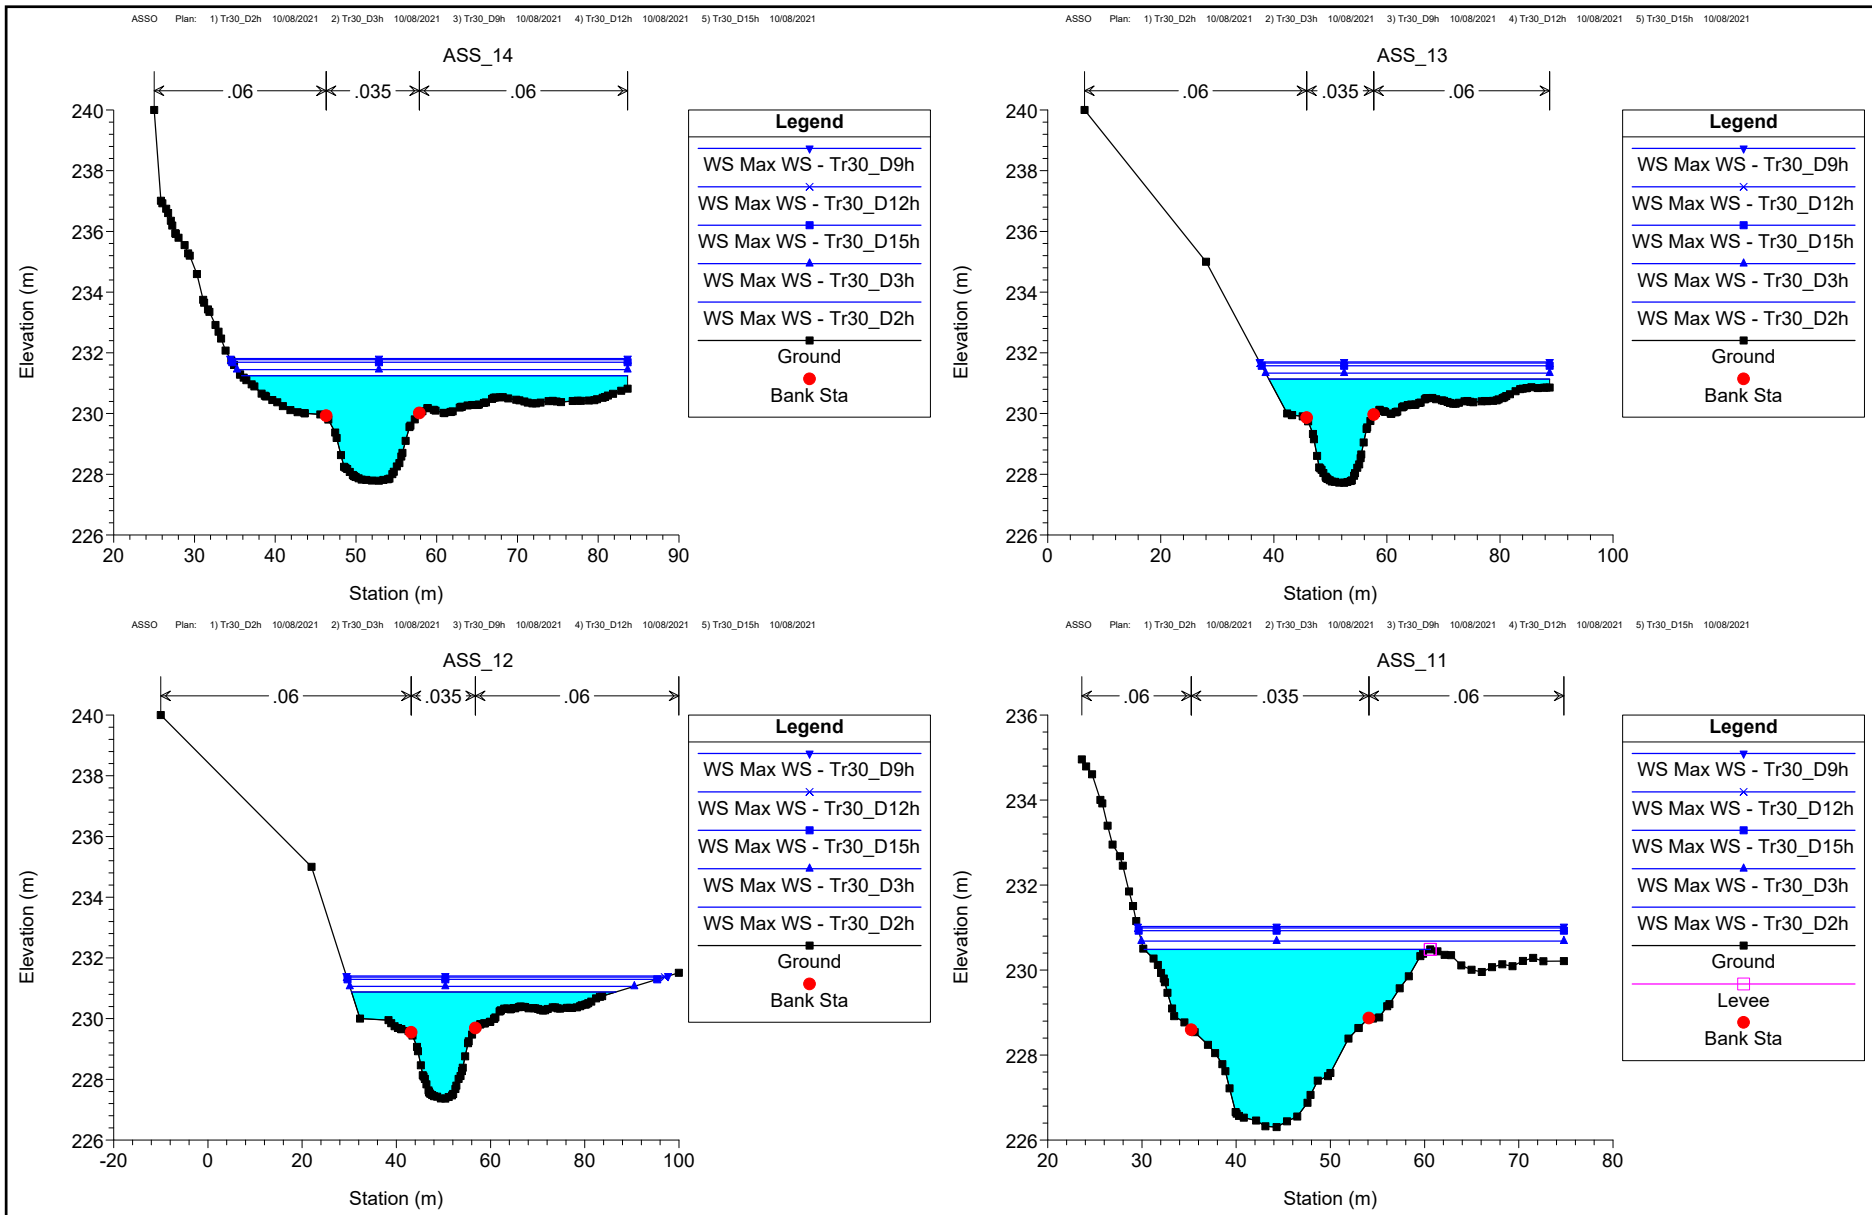 ASSO Plan: 1) Tr30_D2h 10/08/2021 2) Tr30_D3h 10/08/2021 3) Tr30_D9h 10/08/2021 4) Tr30_D12h 10/08/2021 5) Tr30_D15h 10/08/2021
ASS_14
.06 .035 .06
240
238
236
234
232
230
228
226
Elevation (m)
20 30 40 50 60 70 80 90
Station (m)
Legend
WS Max WS - Tr30_D9h
WS Max WS - Tr30_D12h
WS Max WS - Tr30_D15h
WS Max WS - Tr30_D3h
WS Max WS - Tr30_D2h
Ground
Bank Sta
ASSO Plan: 1) Tr30_D2h 10/08/2021 2) Tr30_D3h 10/08/2021 3) Tr30_D9h 10/08/2021 4) Tr30_D12h 10/08/2021 5) Tr30_D15h 10/08/2021
ASS_13
.06 .035 .06
240
238
236
234
232
230
228
226
Elevation (m)
0 20 40 60 80 100
Station (m)
Legend
WS Max WS - Tr30_D9h
WS Max WS - Tr30_D12h
WS Max WS - Tr30_D15h
WS Max WS - Tr30_D3h
WS Max WS - Tr30_D2h
Ground
Bank Sta
ASSO Plan: 1) Tr30_D2h 10/08/2021 2) Tr30_D3h 10/08/2021 3) Tr30_D9h 10/08/2021 4) Tr30_D12h 10/08/2021 5) Tr30_D15h 10/08/2021
ASS_12
.06 .035 .06
240
238
236
234
232
230
228
226
Elevation (m)
-20 0 20 40 60 80 100
Station (m)
Legend
WS Max WS - Tr30_D9h
WS Max WS - Tr30_D12h
WS Max WS - Tr30_D15h
WS Max WS - Tr30_D3h
WS Max WS - Tr30_D2h
Ground
Bank Sta
ASSO Plan: 1) Tr30_D2h 10/08/2021 2) Tr30_D3h 10/08/2021 3) Tr30_D9h 10/08/2021 4) Tr30_D12h 10/08/2021 5) Tr30_D15h 10/08/2021
ASS_11
.06 .035 .06
236
234
232
230
228
226
Elevation (m)
20 30 40 50 60 70 80
Station (m)
Legend
WS Max WS - Tr30_D9h
WS Max WS - Tr30_D12h
WS Max WS - Tr30_D15h
WS Max WS - Tr30_D3h
WS Max WS - Tr30_D2h
Ground
Levee
Bank Sta